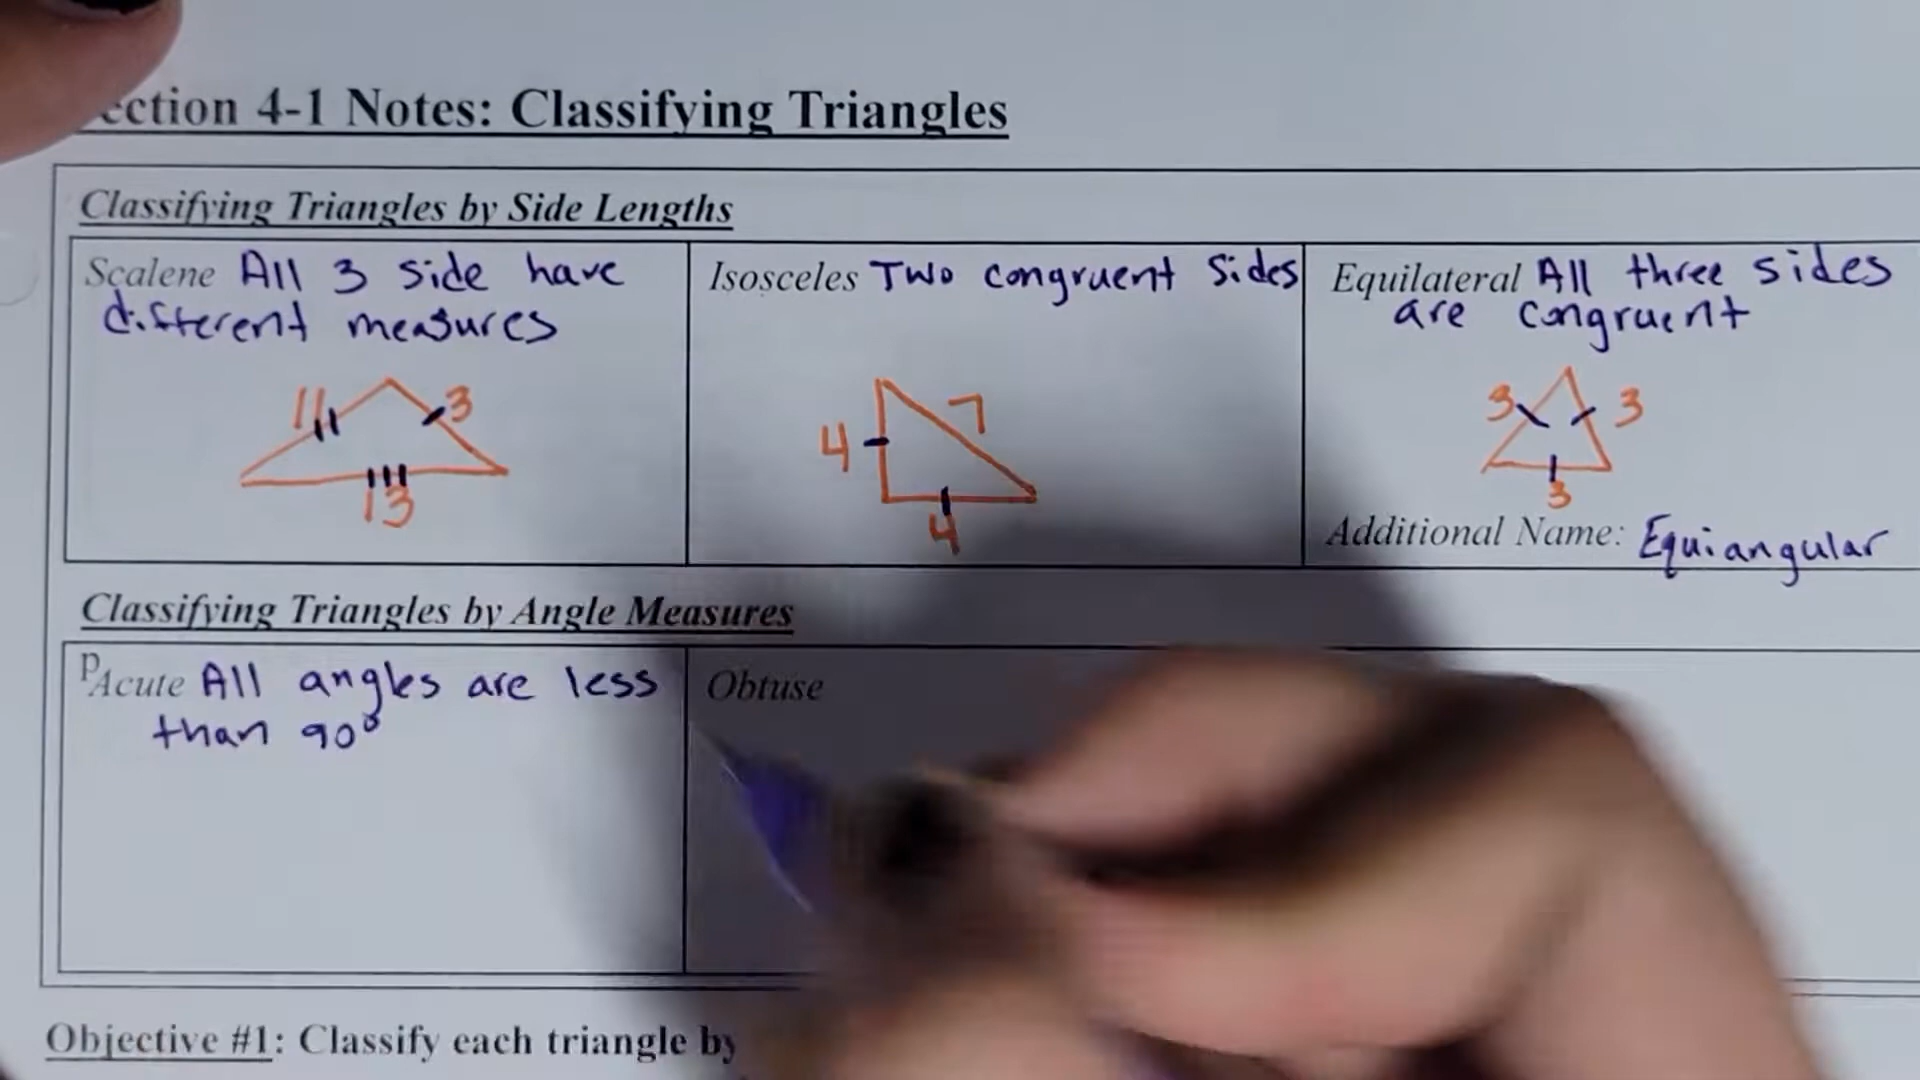 ection 4-1 Notes: Classifying Triangles
Classifying Triangles by Side Lengths
Scalene All 3 side have
different measures
11 3
13
Isosceles Two congruent sides
7
4
4
Equilateral All three sides
are congruent
3 3
3
Additional Name: Equiangular
Classifying Triangles by Angle Measures
p
Acute All angles are less
than 90°
Obtuse
Objective #1: Classify each triangle by